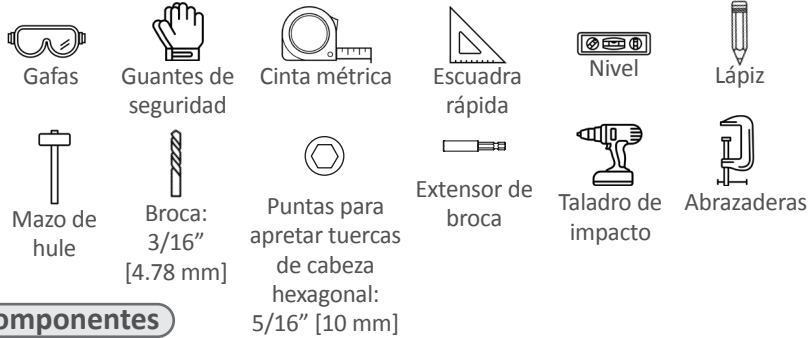 Gafas
Guantes de
seguridad
Cinta métrica
Escuadra
rápida
Nivel
Lápiz
Mazo de
hule
Broca:
3/16”
[4.78 mm]
Puntas para
apretar tuercas
de cabeza
hexagonal:
5/16” [10 mm]
Extensor de
broca
Taladro de
impacto
Abrazaderas
omponentes